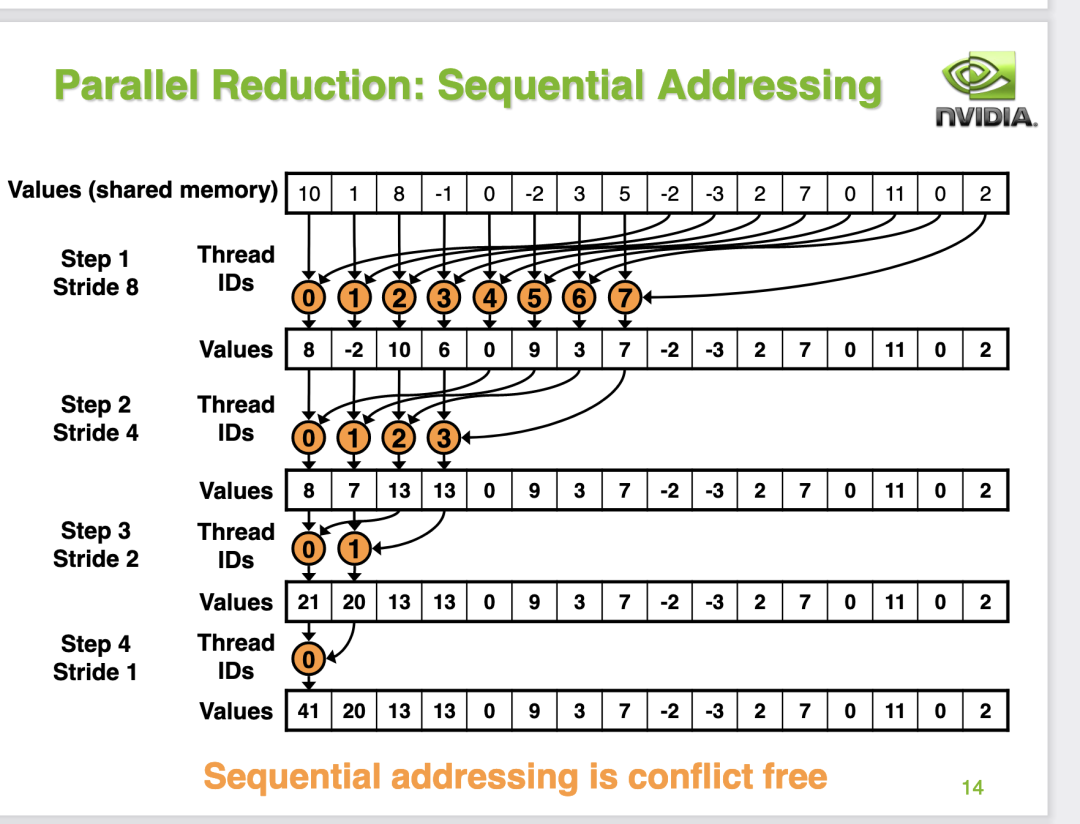 Parallel Reduction: Sequential Addressing
NVIDIA.
Values (shared memory) 10 1 8 -1 0 -2 3 5 -2 -3 2 7 0 11 0 2
Step 1 Thread
Stride 8 IDs
0 1 2 3 4 5 6 7
Values 8 -2 10 6 0 9 3 7 -2 -3 2 7 0 11 0 2
Step 2 Thread
Stride 4 IDs
0 1 2 3
Values 8 7 13 13 0 9 3 7 -2 -3 2 7 0 11 0 2
Step 3 Thread
Stride 2 IDs
0 1
Values 21 20 13 13 0 9 3 7 -2 -3 2 7 0 11 0 2
Step 4 Thread
Stride 1 IDs
0
Values 41 20 13 13 0 9 3 7 -2 -3 2 7 0 11 0 2
Sequential addressing is conflict free
14